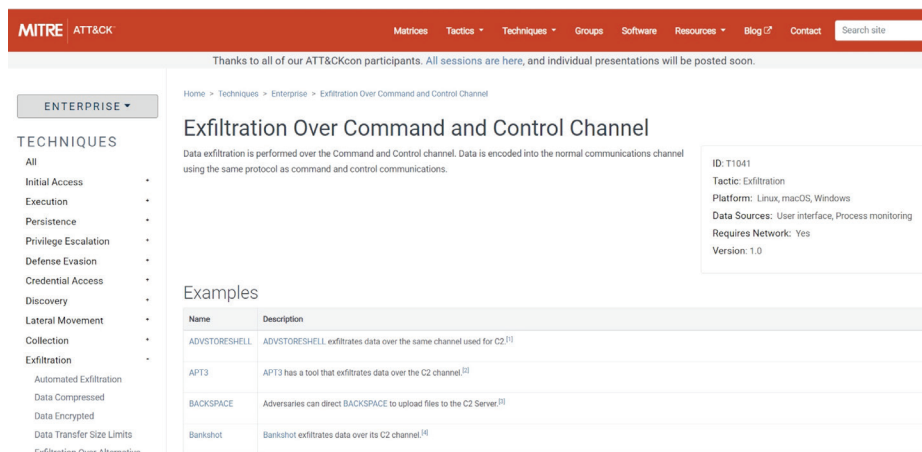 MITRE ATT&CK™
Matrices Tactics Techniques Groups Software Resources Blog Contact Search site
Thanks to all of our ATT&CKcon participants. All sessions are here, and individual presentations will be posted soon.
ENTERPRISE
TECHNIQUES
All
Initial Access
Execution
Persistence
Privilege Escalation
Defense Evasion
Credential Access
Discovery
Lateral Movement
Collection
Exfiltration
Automated Exfiltration
Data Compressed
Data Encrypted
Data Transfer Size Limits
Exfiltration Over Alternative
Home > Techniques > Enterprise > Exfiltration Over Command and Control Channel
Exfiltration Over Command and Control Channel
Data exfiltration is performed over the Command and Control channel. Data is encoded into the normal communications channel
using the same protocol as command and control communications.
ID: T1041
Tactic: Exfiltration
Platform: Linux, macOS, Windows
Data Sources: User interface, Process monitoring
Requires Network: Yes
Version: 1.0
Examples
Name Description
ADVSTORESHELL ADVSTORESHELL exfiltrates data over the same channel used for C2.[1]
APT3 APT3 has a tool that exfiltrates data over the C2 channel.[2]
BACKSPACE Adversaries can direct BACKSPACE to upload files to the C2 Server.[3]
Bankshot Bankshot exfiltrates data over its C2 channel.[4]